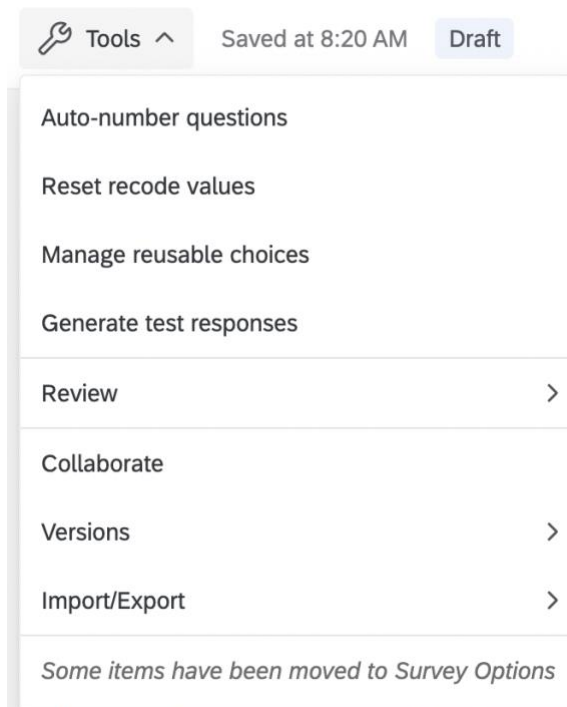 Tools Saved at 8:20 AM Draft
Auto-number questions
Reset recode values
Manage reusable choices
Generate test responses
Review
Collaborate
Versions
Import/Export
Some items have been moved to Survey Options